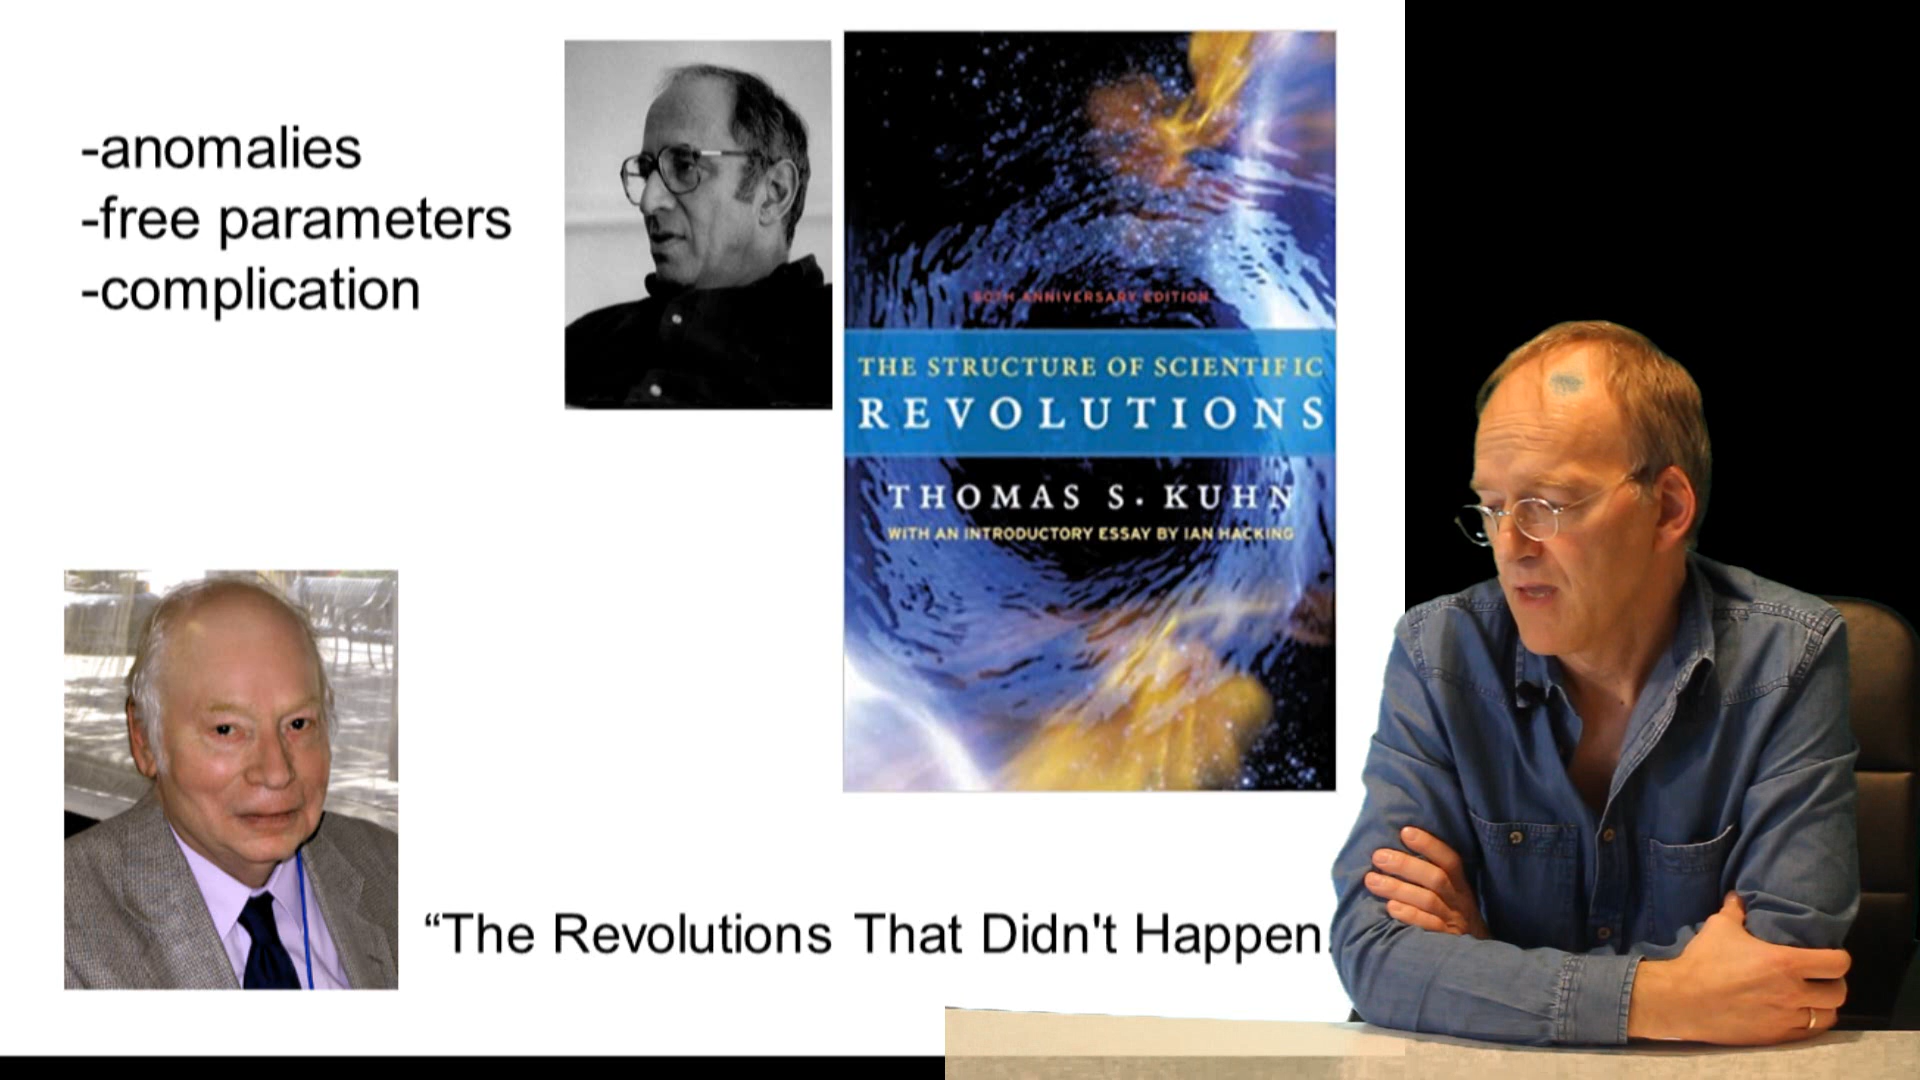 -anomalies
-free parameters
-complication
50TH ANNIVERSARY EDITION
THE STRUCTURE OF SCIENTIFIC
REVOLUTIONS
THOMAS S. KUHN
WITH AN INTRODUCTORY ESSAY BY IAN HACKING
“The Revolutions That Didn't Happen.